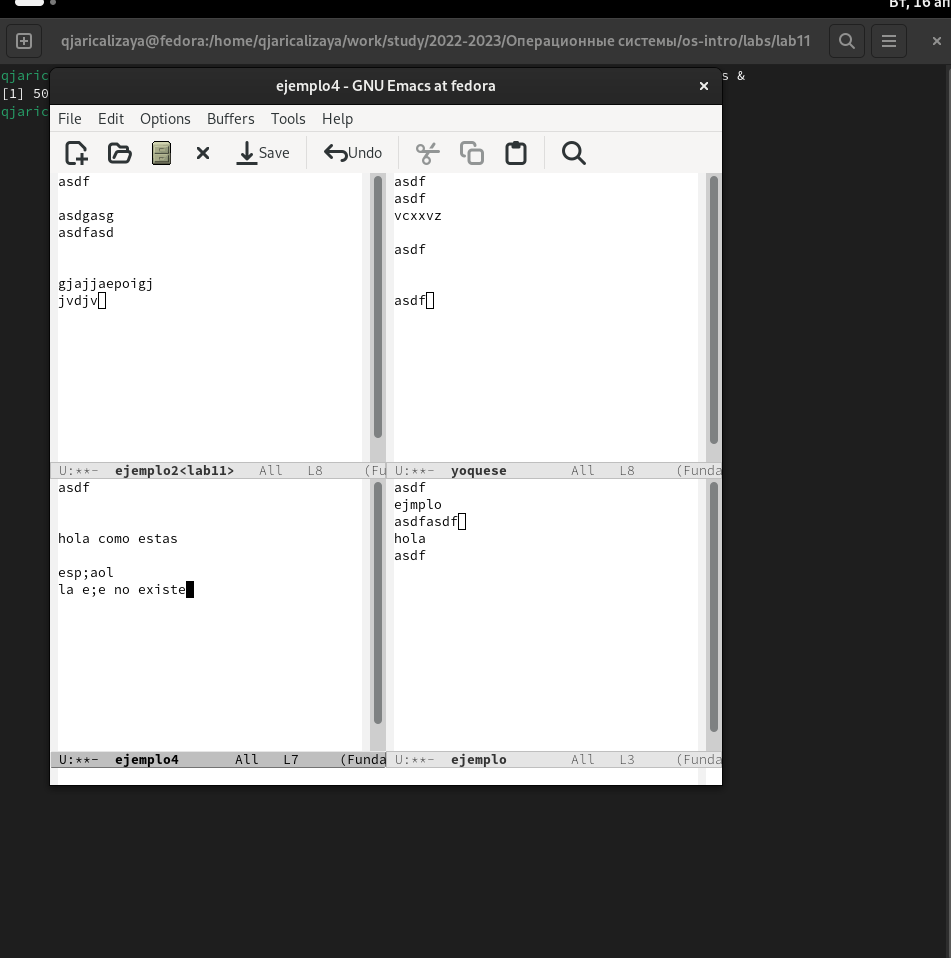 Вт, 16 ап
qjaricalizaya@fedora:/home/qjaricalizaya/work/study/2022-2023/Операционные системы/os-intro/labs/lab11
qjaric
s &
[1] 50
qjaric
ejemplo4 - GNU Emacs at fedora
File Edit Options Buffers Tools Help
Save Undo
asdf
asdgasg
asdfasd
gjajjaepoigj
jvdjv
U:**- ejemplo2<lab11> All L8 (Fu
asdf
asdf
vcxxvz
asdf
asdf
U:**- yoquese All L8 (Funda
asdf
hola como estas
esp;aol
la e;e no existe
U:**- ejemplo4 All L7 (Funda
asdf
ejmplo
asdfasdf
hola
asdf
U:**- ejemplo All L3 (Funda